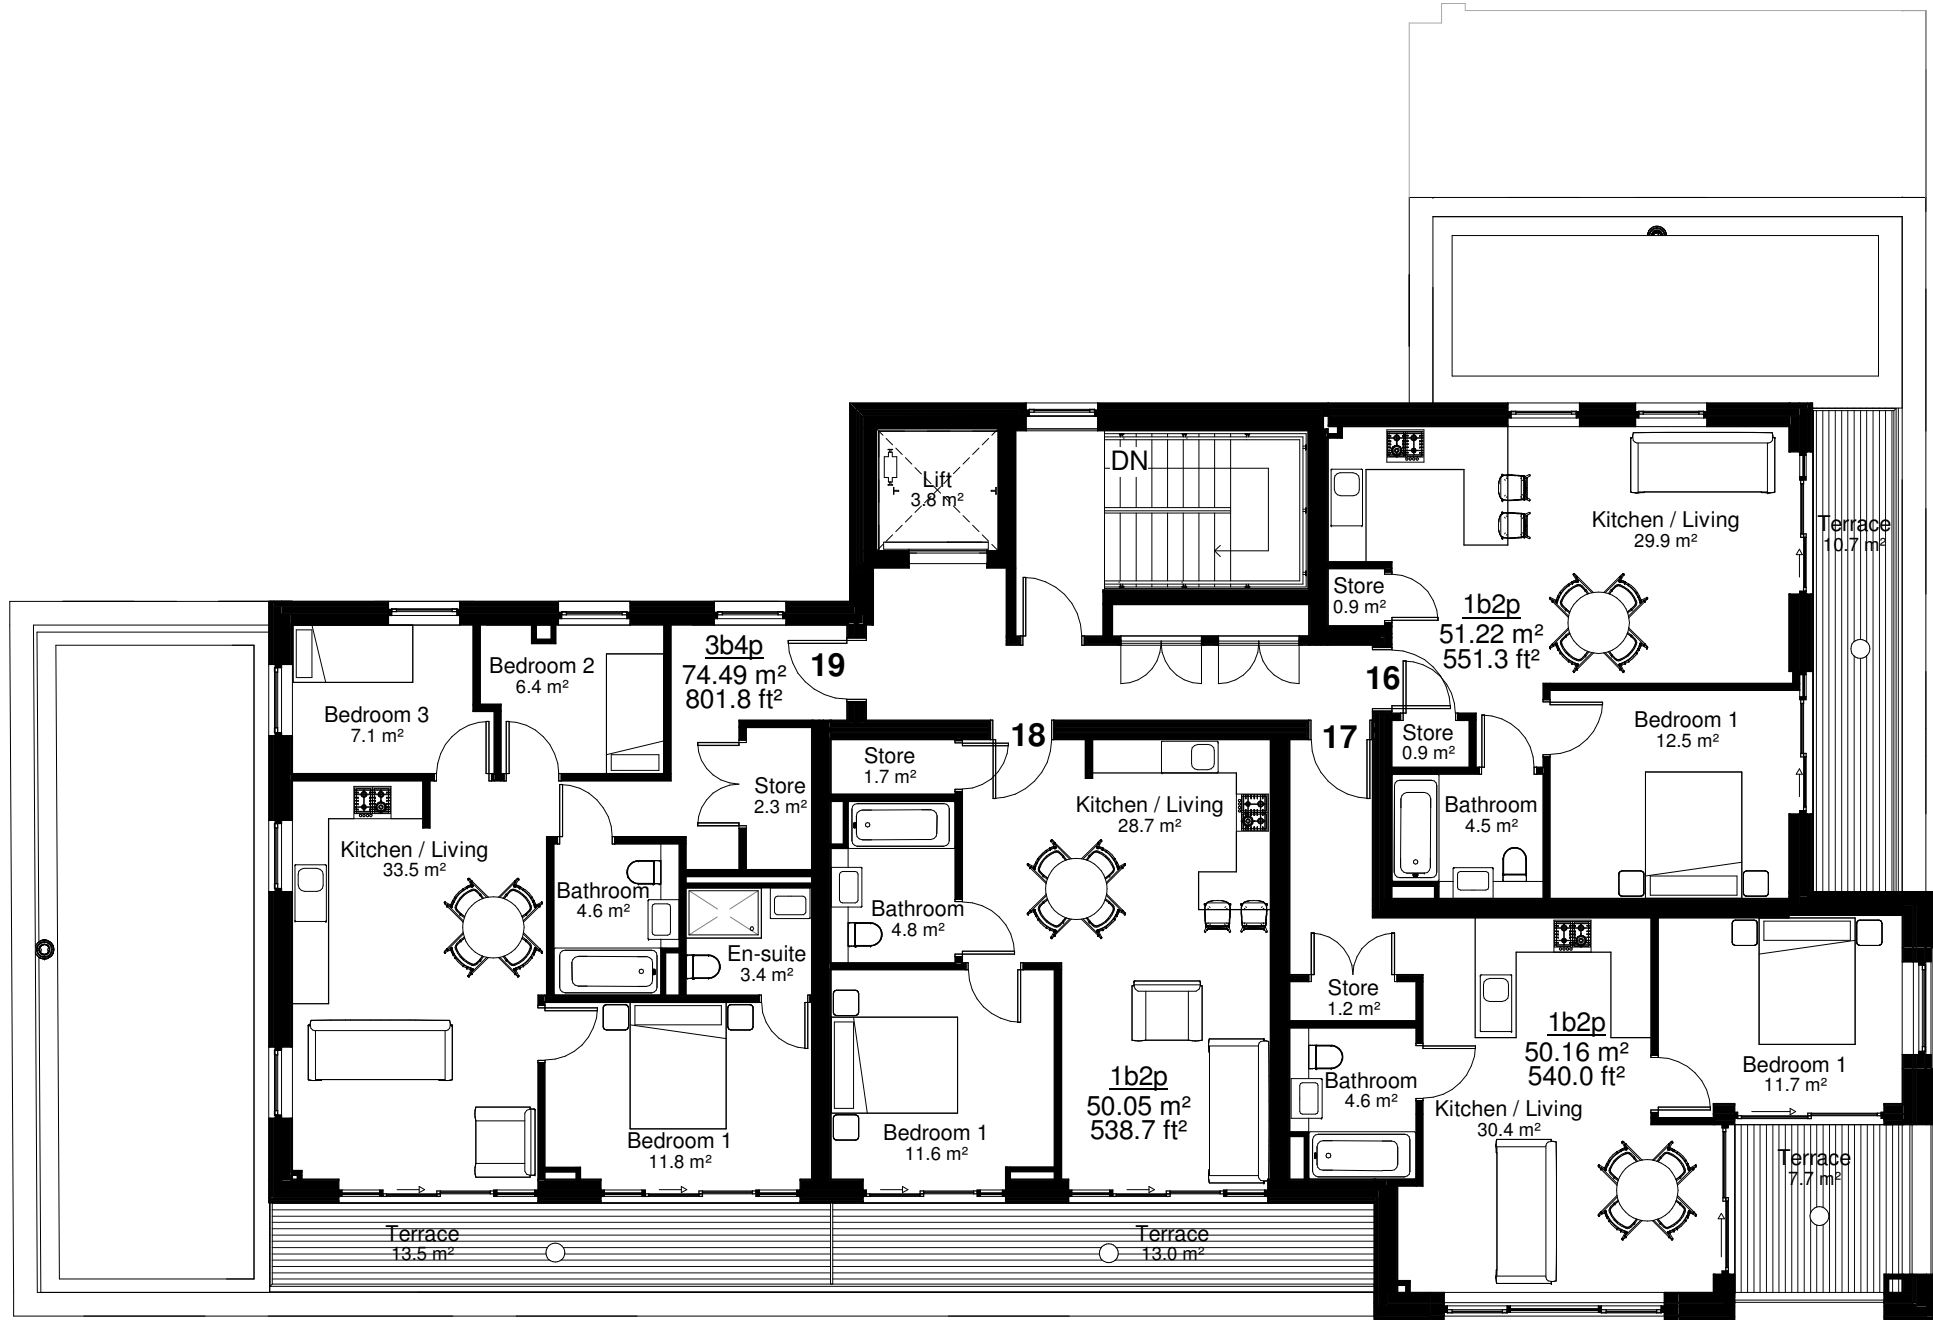 DN
Lift
3.8 m²
Kitchen / Living
29.9 m²
Terrace
10.7 m²
Store
0.9 m²
1b2p
51.22 m²
551.3 ft²
16
Store
0.9 m²
Bedroom 1
12.5 m²
Bathroom
4.5 m²
3b4p
74.49 m²
801.8 ft²
19
Bedroom 2
6.4 m²
Bedroom 3
7.1 m²
Store
2.3 m²
Kitchen / Living
33.5 m²
Bathroom
4.6 m²
En-suite
3.4 m²
Bedroom 1
11.8 m²
Terrace
13.5 m²
18
Store
1.7 m²
Kitchen / Living
28.7 m²
Bathroom
4.8 m²
1b2p
50.05 m²
538.7 ft²
Bedroom 1
11.6 m²
Terrace
13.0 m²
17
Store
1.2 m²
1b2p
50.16 m²
540.0 ft²
Bathroom
4.6 m²
Kitchen / Living
30.4 m²
Bedroom 1
11.7 m²
Terrace
7.7 m²